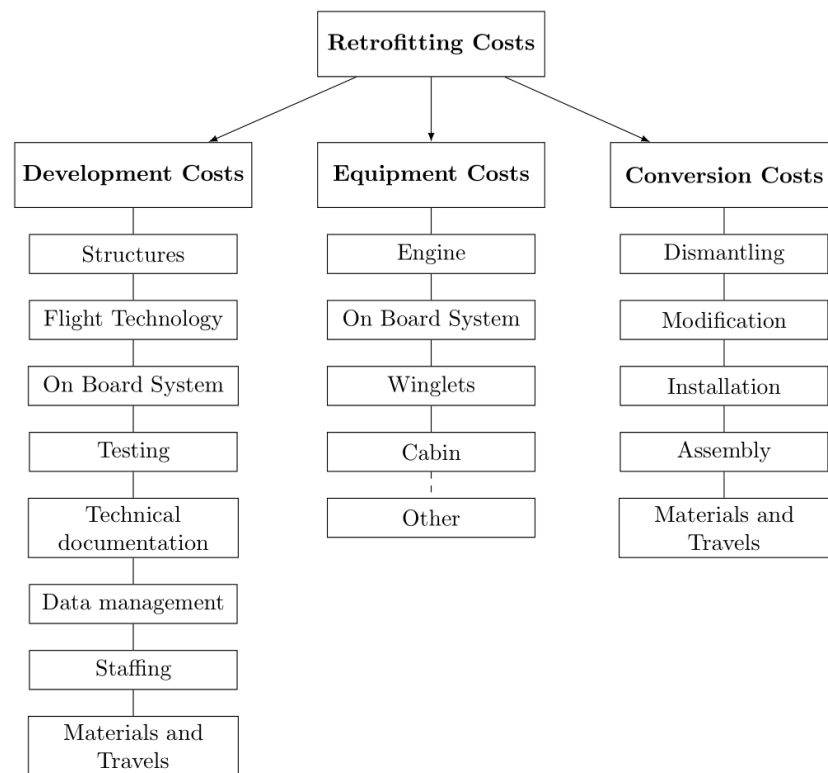 Retrofitting Costs
Development Costs
Structures
Flight Technology
On Board System
Testing
Technical
documentation
Data management
Staffing
Materials and
Travels
Equipment Costs
Engine
On Board System
Winglets
Cabin
Other
Conversion Costs
Dismantling
Modification
Installation
Assembly
Materials and
Travels